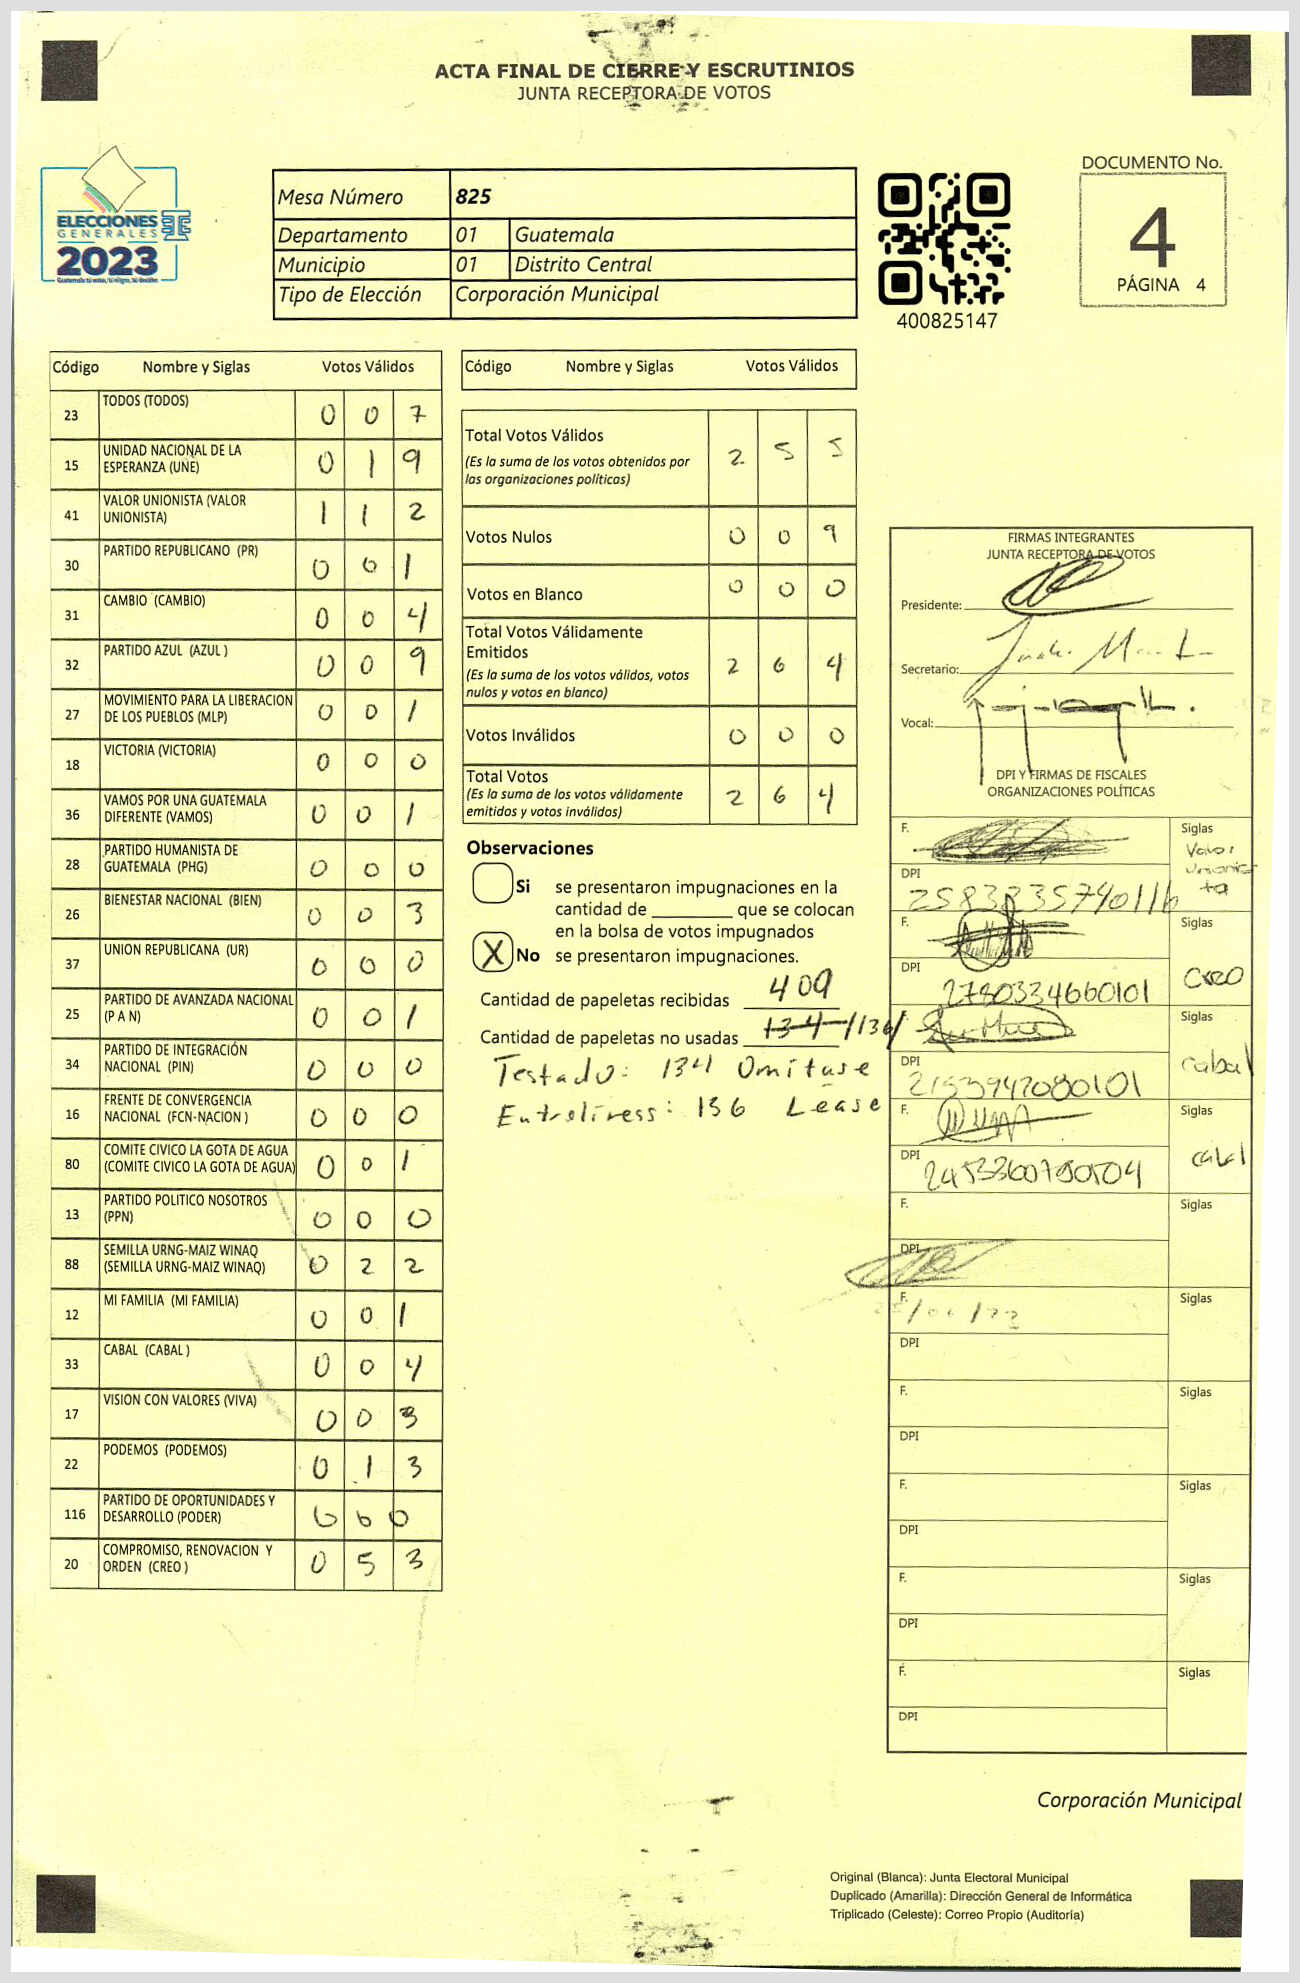 ACTA FINAL DE CIERRE Y ESCRUTINIOS
JUNTA RECEPTORA DE VOTOS
ELECCIONES
GENERALES
2023
Mesa Número 825
Departamento 01 Guatemala
Municipio 01 Distrito Central
Tipo de Elección Corporación Municipal
400825147
DOCUMENTO No.
4
PÁGINA 4
Código Nombre y Siglas Votos Válidos
23 TODOS (TODOS) 0 0 7
15 UNIDAD NACIONAL DE LA
ESPERANZA (UNE) 0 1 9
41 VALOR UNIONISTA (VALOR
UNIONISTA) 1 1 2
30 PARTIDO REPUBLICANO (PR) 0 0 1
31 CAMBIO (CAMBIO) 0 0 4
32 PARTIDO AZUL (AZUL ) 0 0 9
27 MOVIMIENTO PARA LA LIBERACION
DE LOS PUEBLOS (MLP) 0 0 1
18 VICTORIA (VICTORIA) 0 0 0
36 VAMOS POR UNA GUATEMALA
DIFERENTE (VAMOS) 0 0 1
28 PARTIDO HUMANISTA DE
GUATEMALA (PHG) 0 0 0
26 BIENESTAR NACIONAL (BIEN) 0 0 3
37 UNION REPUBLICANA (UR) 0 0 0
25 PARTIDO DE AVANZADA NACIONAL
(P A N) 0 0 1
34 PARTIDO DE INTEGRACIÓN
NACIONAL (PIN) 0 0 0
16 FRENTE DE CONVERGENCIA
NACIONAL (FCN-NACION ) 0 0 0
80 COMITE CIVICO LA GOTA DE AGUA
(COMITE CIVICO LA GOTA DE AGUA) 0 0 1
13 PARTIDO POLITICO NOSOTROS
(PPN) 0 0 0
88 SEMILLA URNG-MAIZ WINAQ
(SEMILLA URNG-MAIZ WINAQ) 0 2 2
12 MI FAMILIA (MI FAMILIA) 0 0 1
33 CABAL (CABAL ) 0 0 4
17 VISION CON VALORES (VIVA) 0 0 3
22 PODEMOS (PODEMOS) 0 1 3
116 PARTIDO DE OPORTUNIDADES Y
DESARROLLO (PODER) 0 0 0
20 COMPROMISO, RENOVACION Y
ORDEN (CREO ) 0 5 3
Código Nombre y Siglas Votos Válidos
Total Votos Válidos 2 5 5
(Es la suma de los votos obtenidos por
las organizaciones políticas)
Votos Nulos 0 0 9
Votos en Blanco 0 0 0
Total Votos Válidamente
Emitidos 2 6 4
(Es la suma de los votos válidos, votos
nulos y votos en blanco)
Votos Inválidos 0 0 0
Total Votos 2 6 4
(Es la suma de los votos válidamente
emitidos y votos inválidos)
Observaciones
Si se presentaron impugnaciones en la
cantidad de ________ que se colocan
en la bolsa de votos impugnados
X No se presentaron impugnaciones.
Cantidad de papeletas recibidas 409
Cantidad de papeletas no usadas 134 /136/
Testado: 134 Omitase
136 Lease
FIRMAS INTEGRANTES
JUNTA RECEPTORA DE VOTOS
Presidente:
Secretario:
Vocal:
DPI Y FIRMAS DE FISCALES
ORGANIZACIONES POLÍTICAS
F. Siglas Valor
Unionista
DPI 2583235740116
F. Siglas
DPI 2780334660101 Creo
Siglas
DPI 2153942080101 cabal
F. Siglas
DPI 2453360790504 cabal
F. Siglas
DPI
F. Siglas
DPI
F. Siglas
DPI
F. Siglas
DPI
F. Siglas
DPI
F. Siglas
DPI
Corporación Municipal
Original (Blanca): Junta Electoral Municipal
Duplicado (Amarilla): Dirección General de Informática
Triplicado (Celeste): Correo Propio (Auditoría)